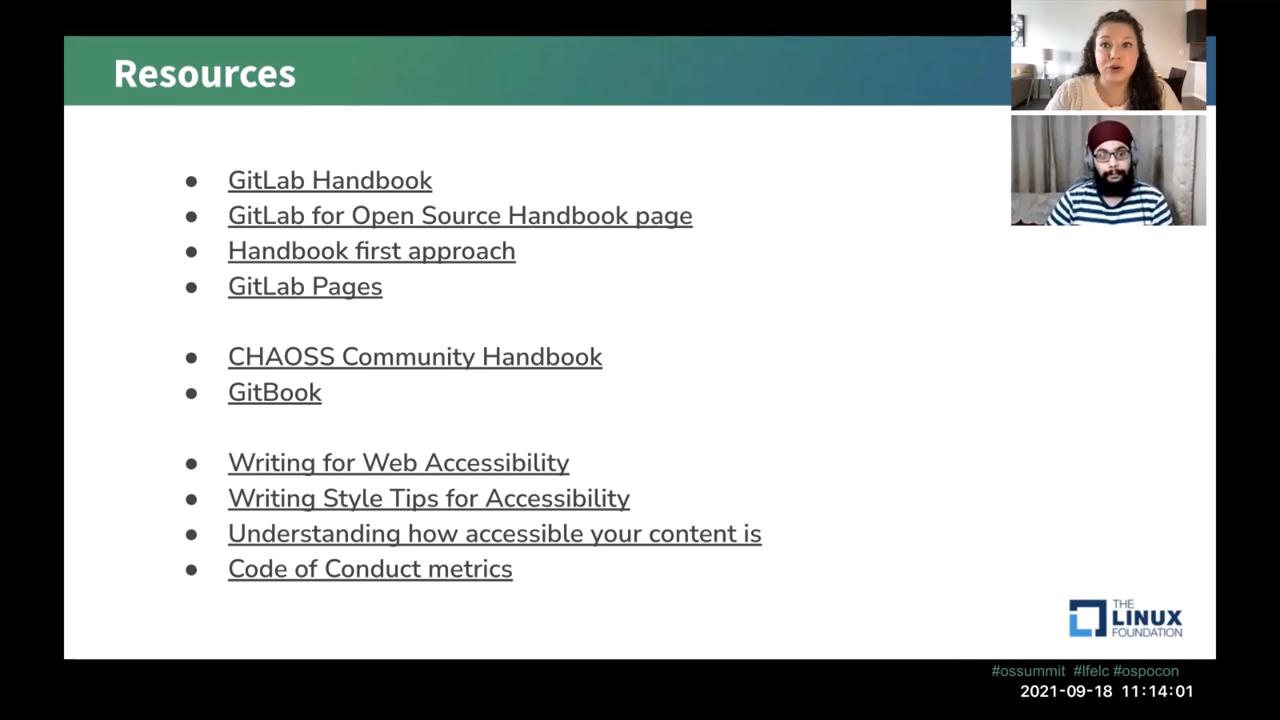 Resources
● GitLab Handbook
● GitLab for Open Source Handbook page
● Handbook first approach
● GitLab Pages
● CHAOSS Community Handbook
● GitBook
● Writing for Web Accessibility
● Writing Style Tips for Accessibility
● Understanding how accessible your content is
● Code of Conduct metrics
THE
LINUX
FOUNDATION
#ossummit #lfelc #ospocon
2021-09-18 11:14:01